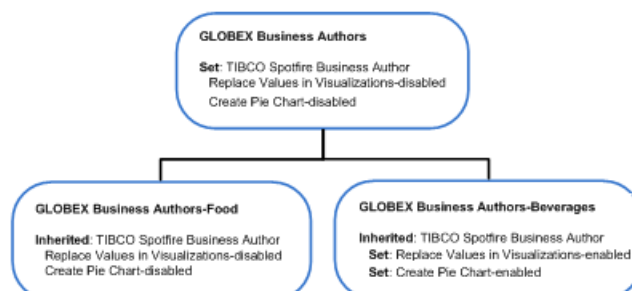 GLOBEX Business Authors
Set: TIBCO Spotfire Business Author
Replace Values in Visualizations-disabled
Create Pie Chart-disabled
GLOBEX Business Authors-Food
Inherited: TIBCO Spotfire Business Author
Replace Values in Visualizations-disabled
Create Pie Chart-disabled
GLOBEX Business Authors-Beverages
Inherited: TIBCO Spotfire Business Author
Set: Replace Values in Visualizations-enabled
Set: Create Pie Chart-enabled